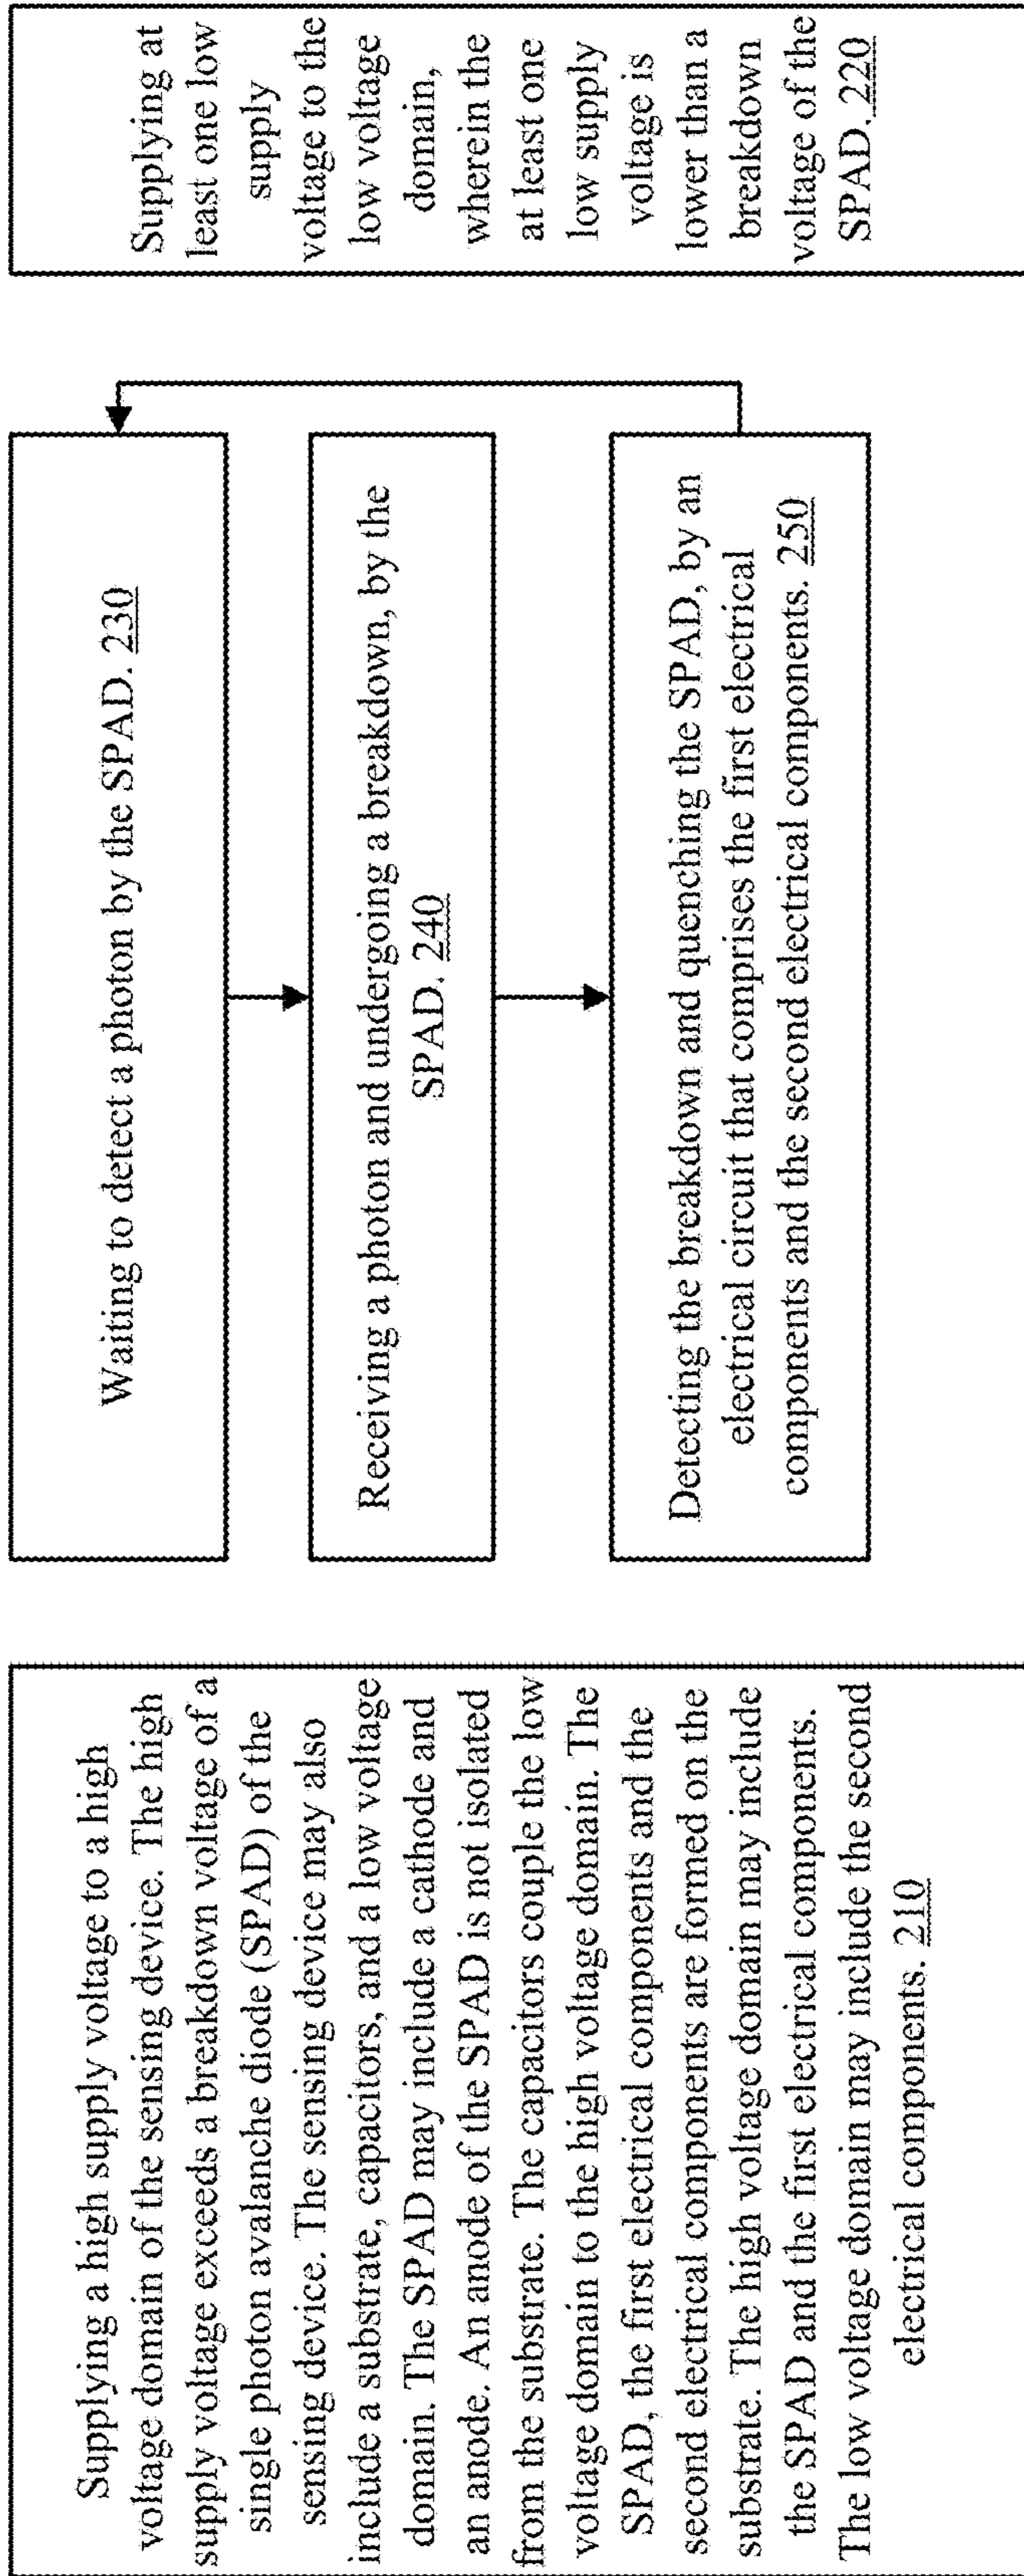 Supplying a high supply voltage to a high
voltage domain of the sensing device. The high
supply voltage exceeds a breakdown voltage of a
single photon avalanche diode (SPAD) of the
sensing device. The sensing device may also
include a substrate, capacitors, and a low voltage
domain. The SPAD may include a cathode and
an anode. An anode of the SPAD is not isolated
from the substrate. The capacitors couple the low
voltage domain to the high voltage domain. The
SPAD, the first electrical components and the
second electrical components are formed on the
substrate. The high voltage domain may include
the SPAD and the first electrical components.
The low voltage domain may include the second
electrical components. 210
Waiting to detect a photon by the SPAD. 230
Receiving a photon and undergoing a breakdown, by the
SPAD. 240
Detecting the breakdown and quenching the SPAD, by an
electrical circuit that comprises the first electrical
components and the second electrical components. 250
Supplying at
least one low
supply
voltage to the
low voltage
domain,
wherein the
at least one
low supply
voltage is
lower than a
breakdown
voltage of the
SPAD. 220